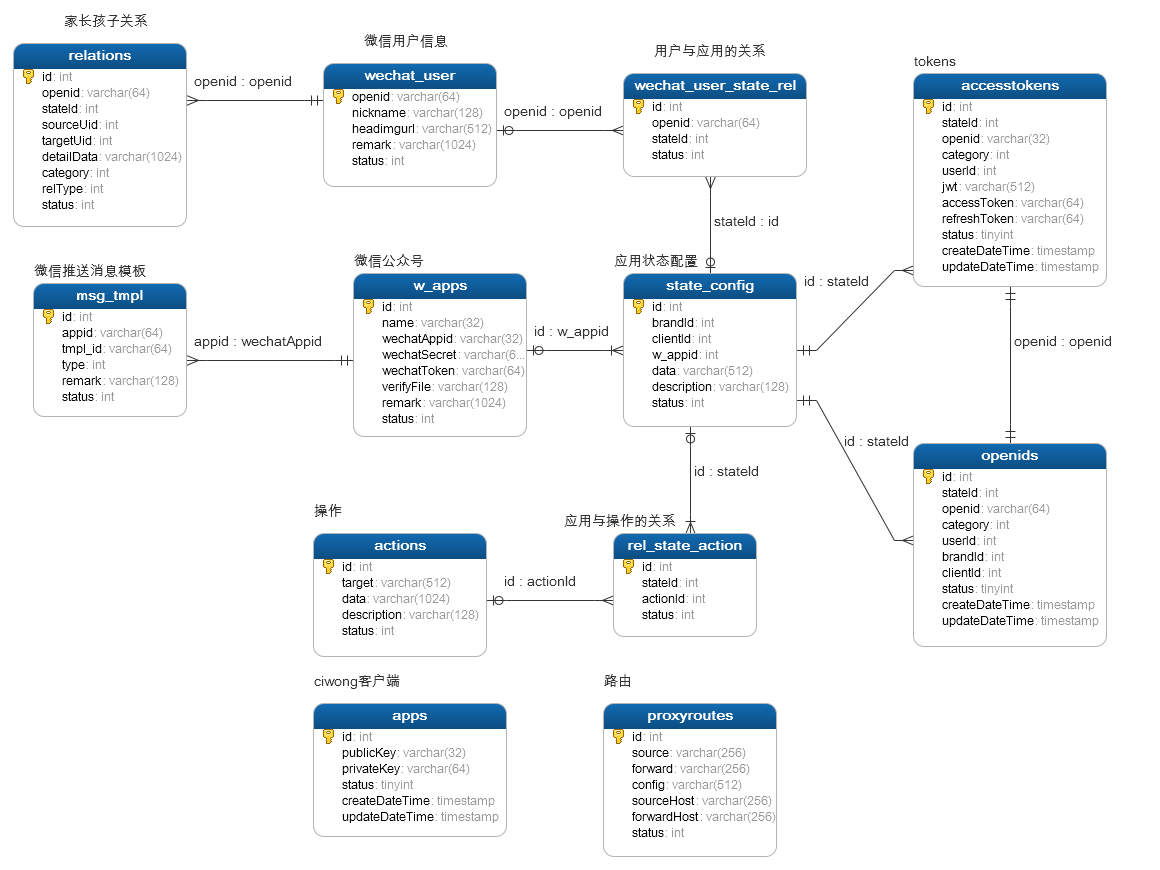 家长孩子关系
relations
id: int
openid: varchar(64)
stateId: int
sourceUid: int
targetUid: int
detailData: varchar(1024)
category: int
relType: int
status: int
openid : openid
微信用户信息
wechat_user
openid: varchar(64)
nickname: varchar(128)
headimgurl: varchar(512)
remark: varchar(1024)
status: int
openid : openid
用户与应用的关系
wechat_user_state_rel
id: int
openid: varchar(64)
stateId: int
status: int
stateId : id
tokens
accesstokens
id: int
stateId: int
openid: varchar(32)
category: int
userId: int
jwt: varchar(512)
accessToken: varchar(64)
refreshToken: varchar(64)
status: tinyint
createDateTime: timestamp
updateDateTime: timestamp
微信推送消息模板
msg_tmpl
id: int
appid: varchar(64)
tmpl_id: varchar(64)
type: int
remark: varchar(128)
status: int
appid : wechatAppid
微信公众号
w_apps
id: int
name: varchar(32)
wechatAppid: varchar(32)
wechatSecret: varchar(6...
wechatToken: varchar(64)
verifyFile: varchar(128)
remark: varchar(1024)
status: int
id : w_appid
应用状态配置
state_config
id: int
brandId: int
clientId: int
w_appid: int
data: varchar(512)
description: varchar(128)
status: int
id : stateId
openid : openid
id : stateId
id : stateId
openids
id: int
stateId: int
openid: varchar(64)
category: int
userId: int
brandId: int
clientId: int
status: tinyint
createDateTime: timestamp
updateDateTime: timestamp
操作
actions
id: int
target: varchar(512)
data: varchar(1024)
description: varchar(128)
status: int
id : actionId
应用与操作的关系
rel_state_action
id: int
stateId: int
actionId: int
status: int
ciwong客户端
apps
id: int
publicKey: varchar(32)
privateKey: varchar(64)
status: tinyint
createDateTime: timestamp
updateDateTime: timestamp
路由
proxyroutes
id: int
source: varchar(256)
forward: varchar(256)
config: varchar(512)
sourceHost: varchar(256)
forwardHost: varchar(256)
status: int